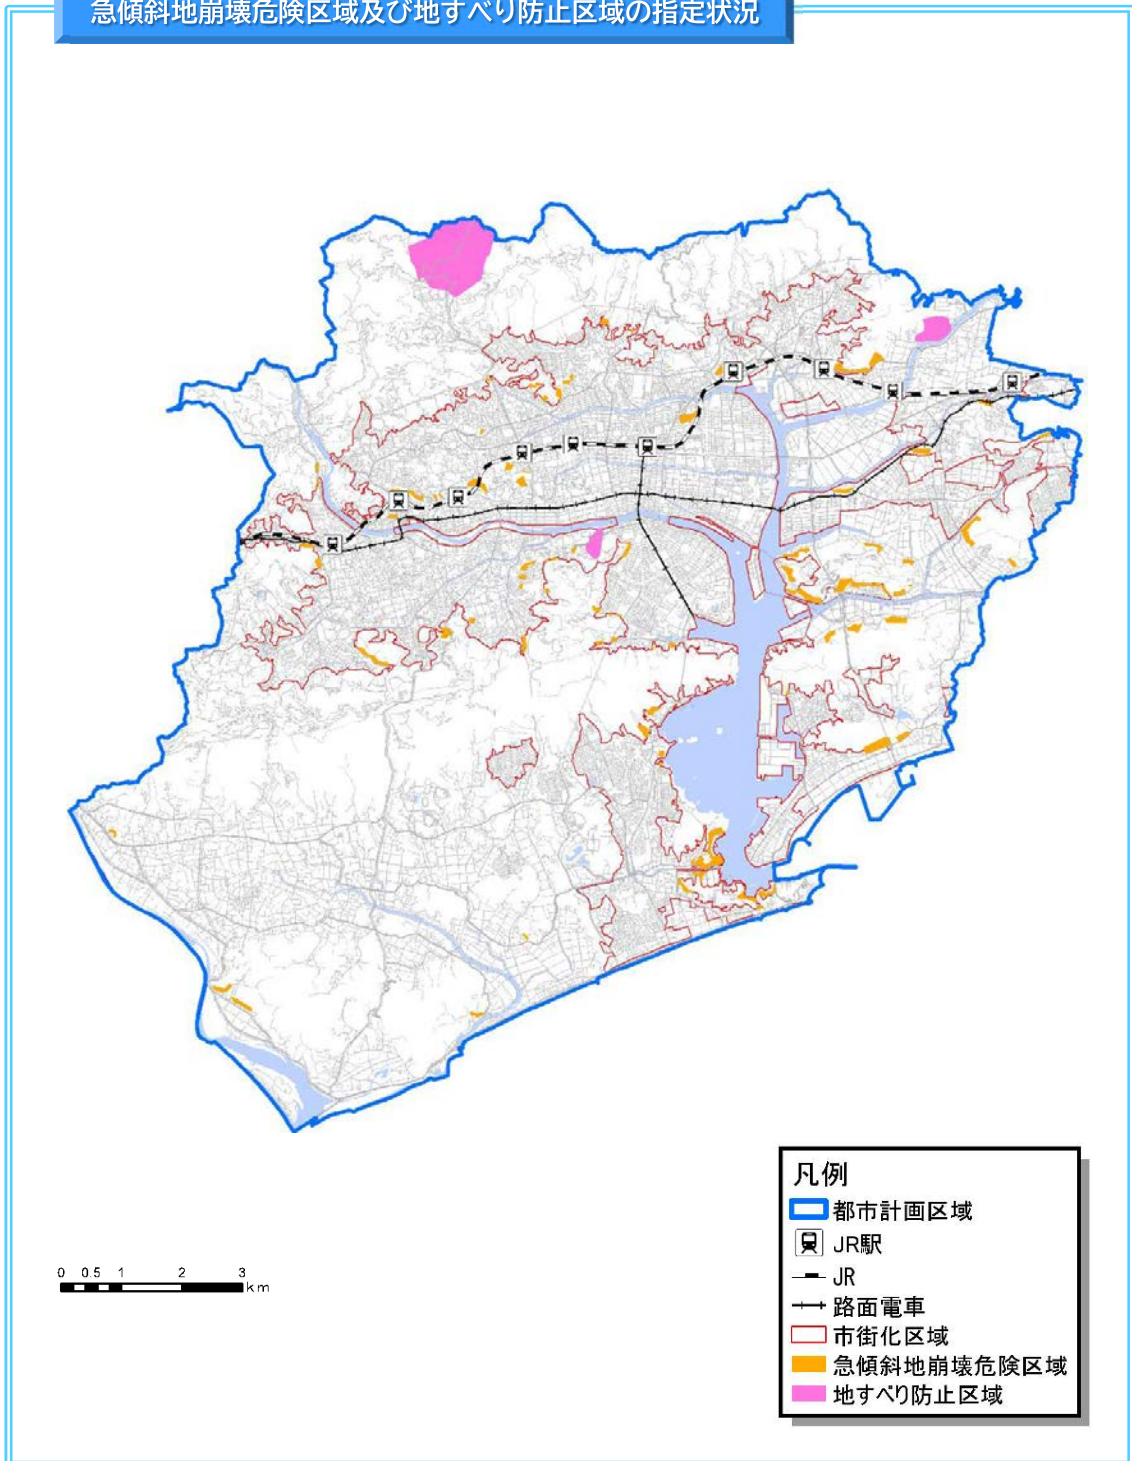 急傾斜地崩壊危険区域及び地すべり防止区域の指定状況
0 0.5 1 2 3
km
凡例
都市計画区域
JR駅
JR
路面電車
市街化区域
急傾斜地崩壊危険区域
地すべり防止区域